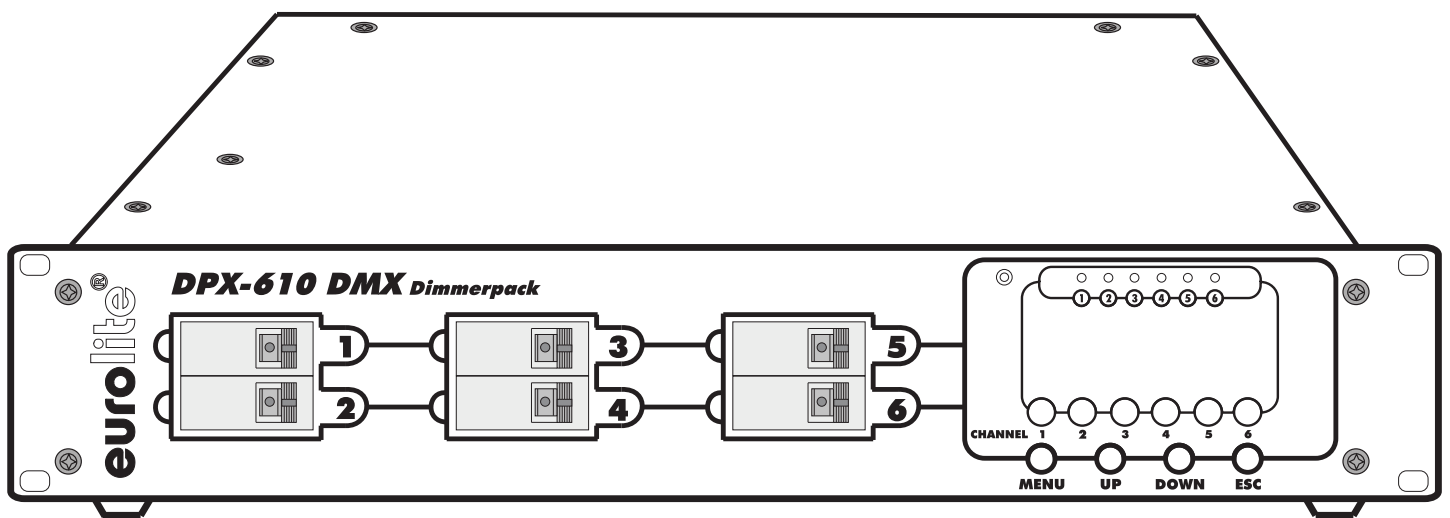 eurolite®
DPX-610 DMX Dimmerpack
1 3 5
2 4 6
1 2 3 4 5 6
CHANNEL 1 2 3 4 5 6
MENU UP DOWN ESC